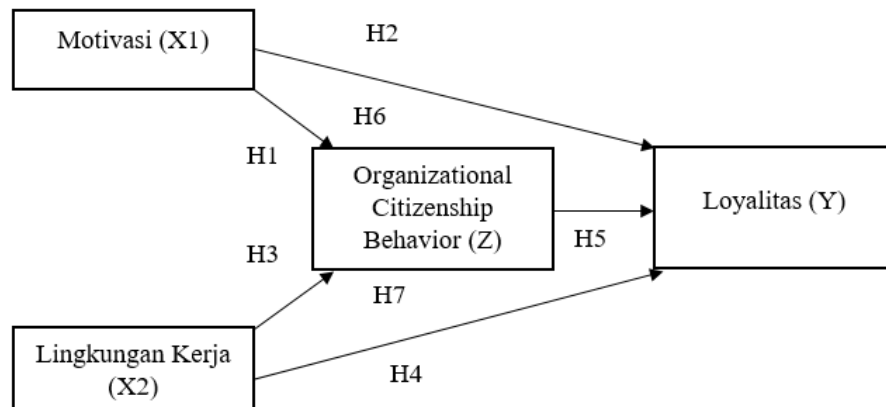 Motivasi (X1)
H2
H6
H1
Organizational
Citizenship
Behavior (Z)
Loyalitas (Y)
H5
H3
H7
Lingkungan Kerja
(X2)
H4